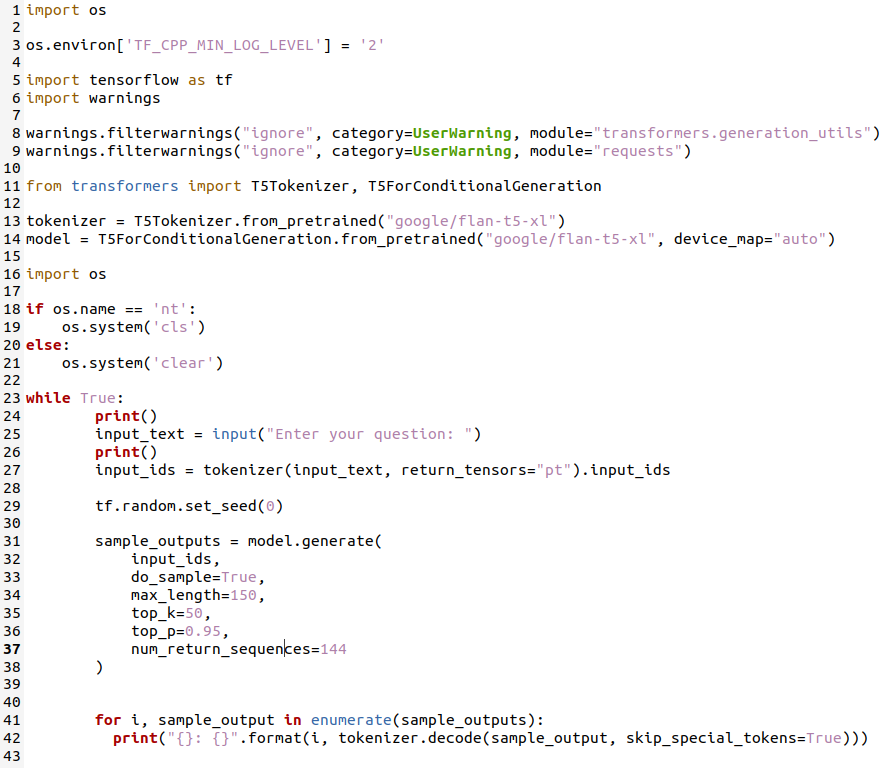 1 import os
2
3 os.environ['TF_CPP_MIN_LOG_LEVEL'] = '2'
4
5 import tensorflow as tf
6 import warnings
7
8 warnings.filterwarnings("ignore", category=UserWarning, module="transformers.generation_utils")
9 warnings.filterwarnings("ignore", category=UserWarning, module="requests")
10
11 from transformers import T5Tokenizer, T5ForConditionalGeneration
12
13 tokenizer = T5Tokenizer.from_pretrained("google/flan-t5-xl")
14 model = T5ForConditionalGeneration.from_pretrained("google/flan-t5-xl", device_map="auto")
15
16 import os
17
18 if os.name == 'nt':
19     os.system('cls')
20 else:
21     os.system('clear')
22
23 while True:
24         print()
25         input_text = input("Enter your question: ")
26         print()
27         input_ids = tokenizer(input_text, return_tensors="pt").input_ids
28
29         tf.random.set_seed(0)
30
31         sample_outputs = model.generate(
32             input_ids,
33             do_sample=True,
34             max_length=150,
35             top_k=50,
36             top_p=0.95,
37             num_return_sequences=144
38         )
39
40
41         for i, sample_output in enumerate(sample_outputs):
42           print("{}: {}".format(i, tokenizer.decode(sample_output, skip_special_tokens=True)))
43